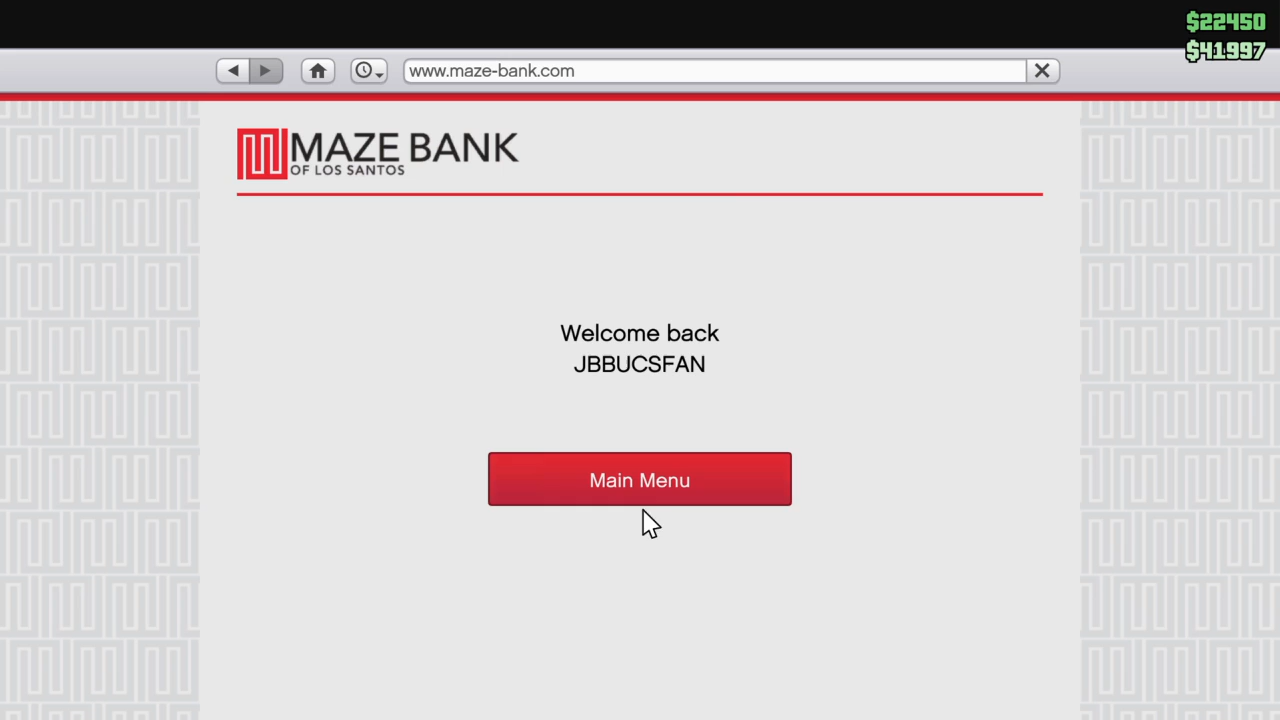 $22450
$41997
www.maze-bank.com
MAZE BANK
OF LOS SANTOS
Welcome back
JBBUCSFAN
Main Menu